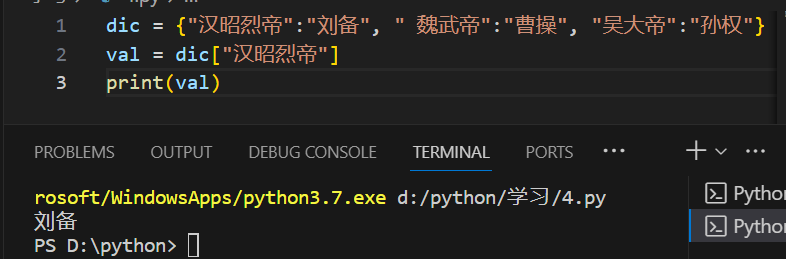 1 dic = {"汉昭烈帝":"刘备", " 魏武帝":"曹操", "吴大帝":"孙权"}
2 val = dic["汉昭烈帝"]
3 print(val)
PROBLEMS OUTPUT DEBUG CONSOLE TERMINAL PORTS ···
rosoft/WindowsApps/python3.7.exe d:/python/学习/4.py
Python
刘备
Python
PS D:\python>